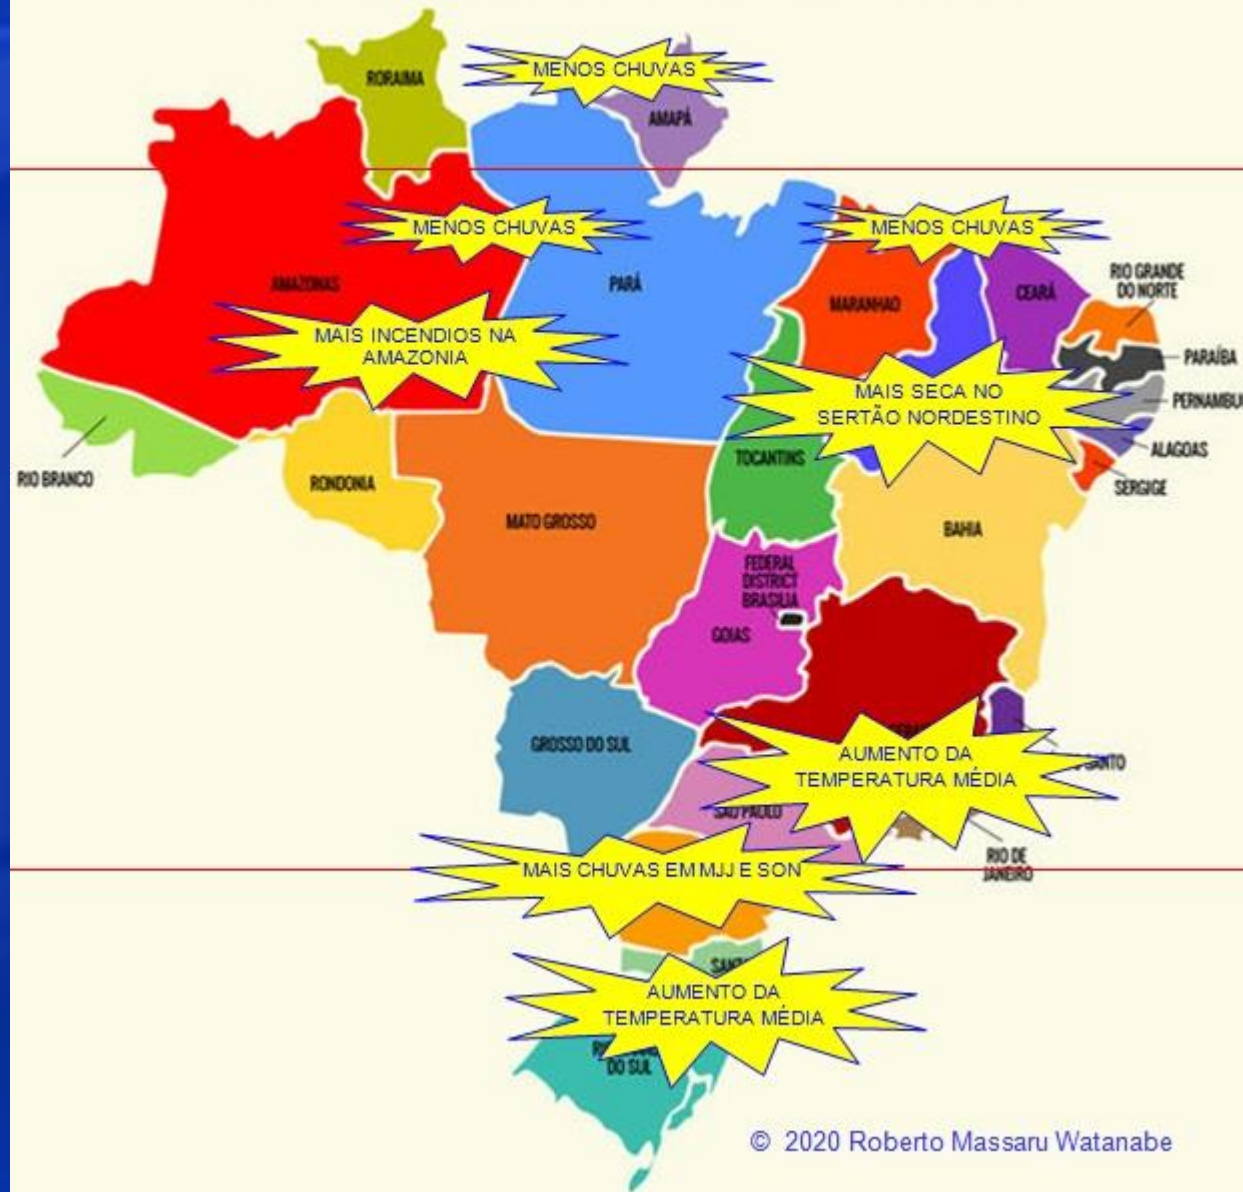 MENOS CHUVAS
RORAIMA
AMAPÁ
MENOS CHUVAS
MENOS CHUVAS
AMAZONAS
PARÁ
MARANHAO
CEARÁ
RIO GRANDE
DO NORTE
MAIS INCENDIOS NA
AMAZONIA
PARAÍBA
MAIS SECA NO
SERTÃO NORDESTINO
PERNAMBU
ALAGOAS
TOCANTINS
SERGIGE
RIO BRANCO
RONDONIA
MATO GROSSO
BAHIA
FEDERAL
DISTRICT
BRASILIA
GOIAS
GROSSO DO SUL
AUMENTO DA
TEMPERATURA MÉDIA
SANTO
SAO PAOLO
RIO DE
JANEIRO
MAIS CHUVAS EM MJJ E SON
AUMENTO DA
TEMPERATURA MÉDIA
DO SUL
© 2020 Roberto Massaru Watanabe